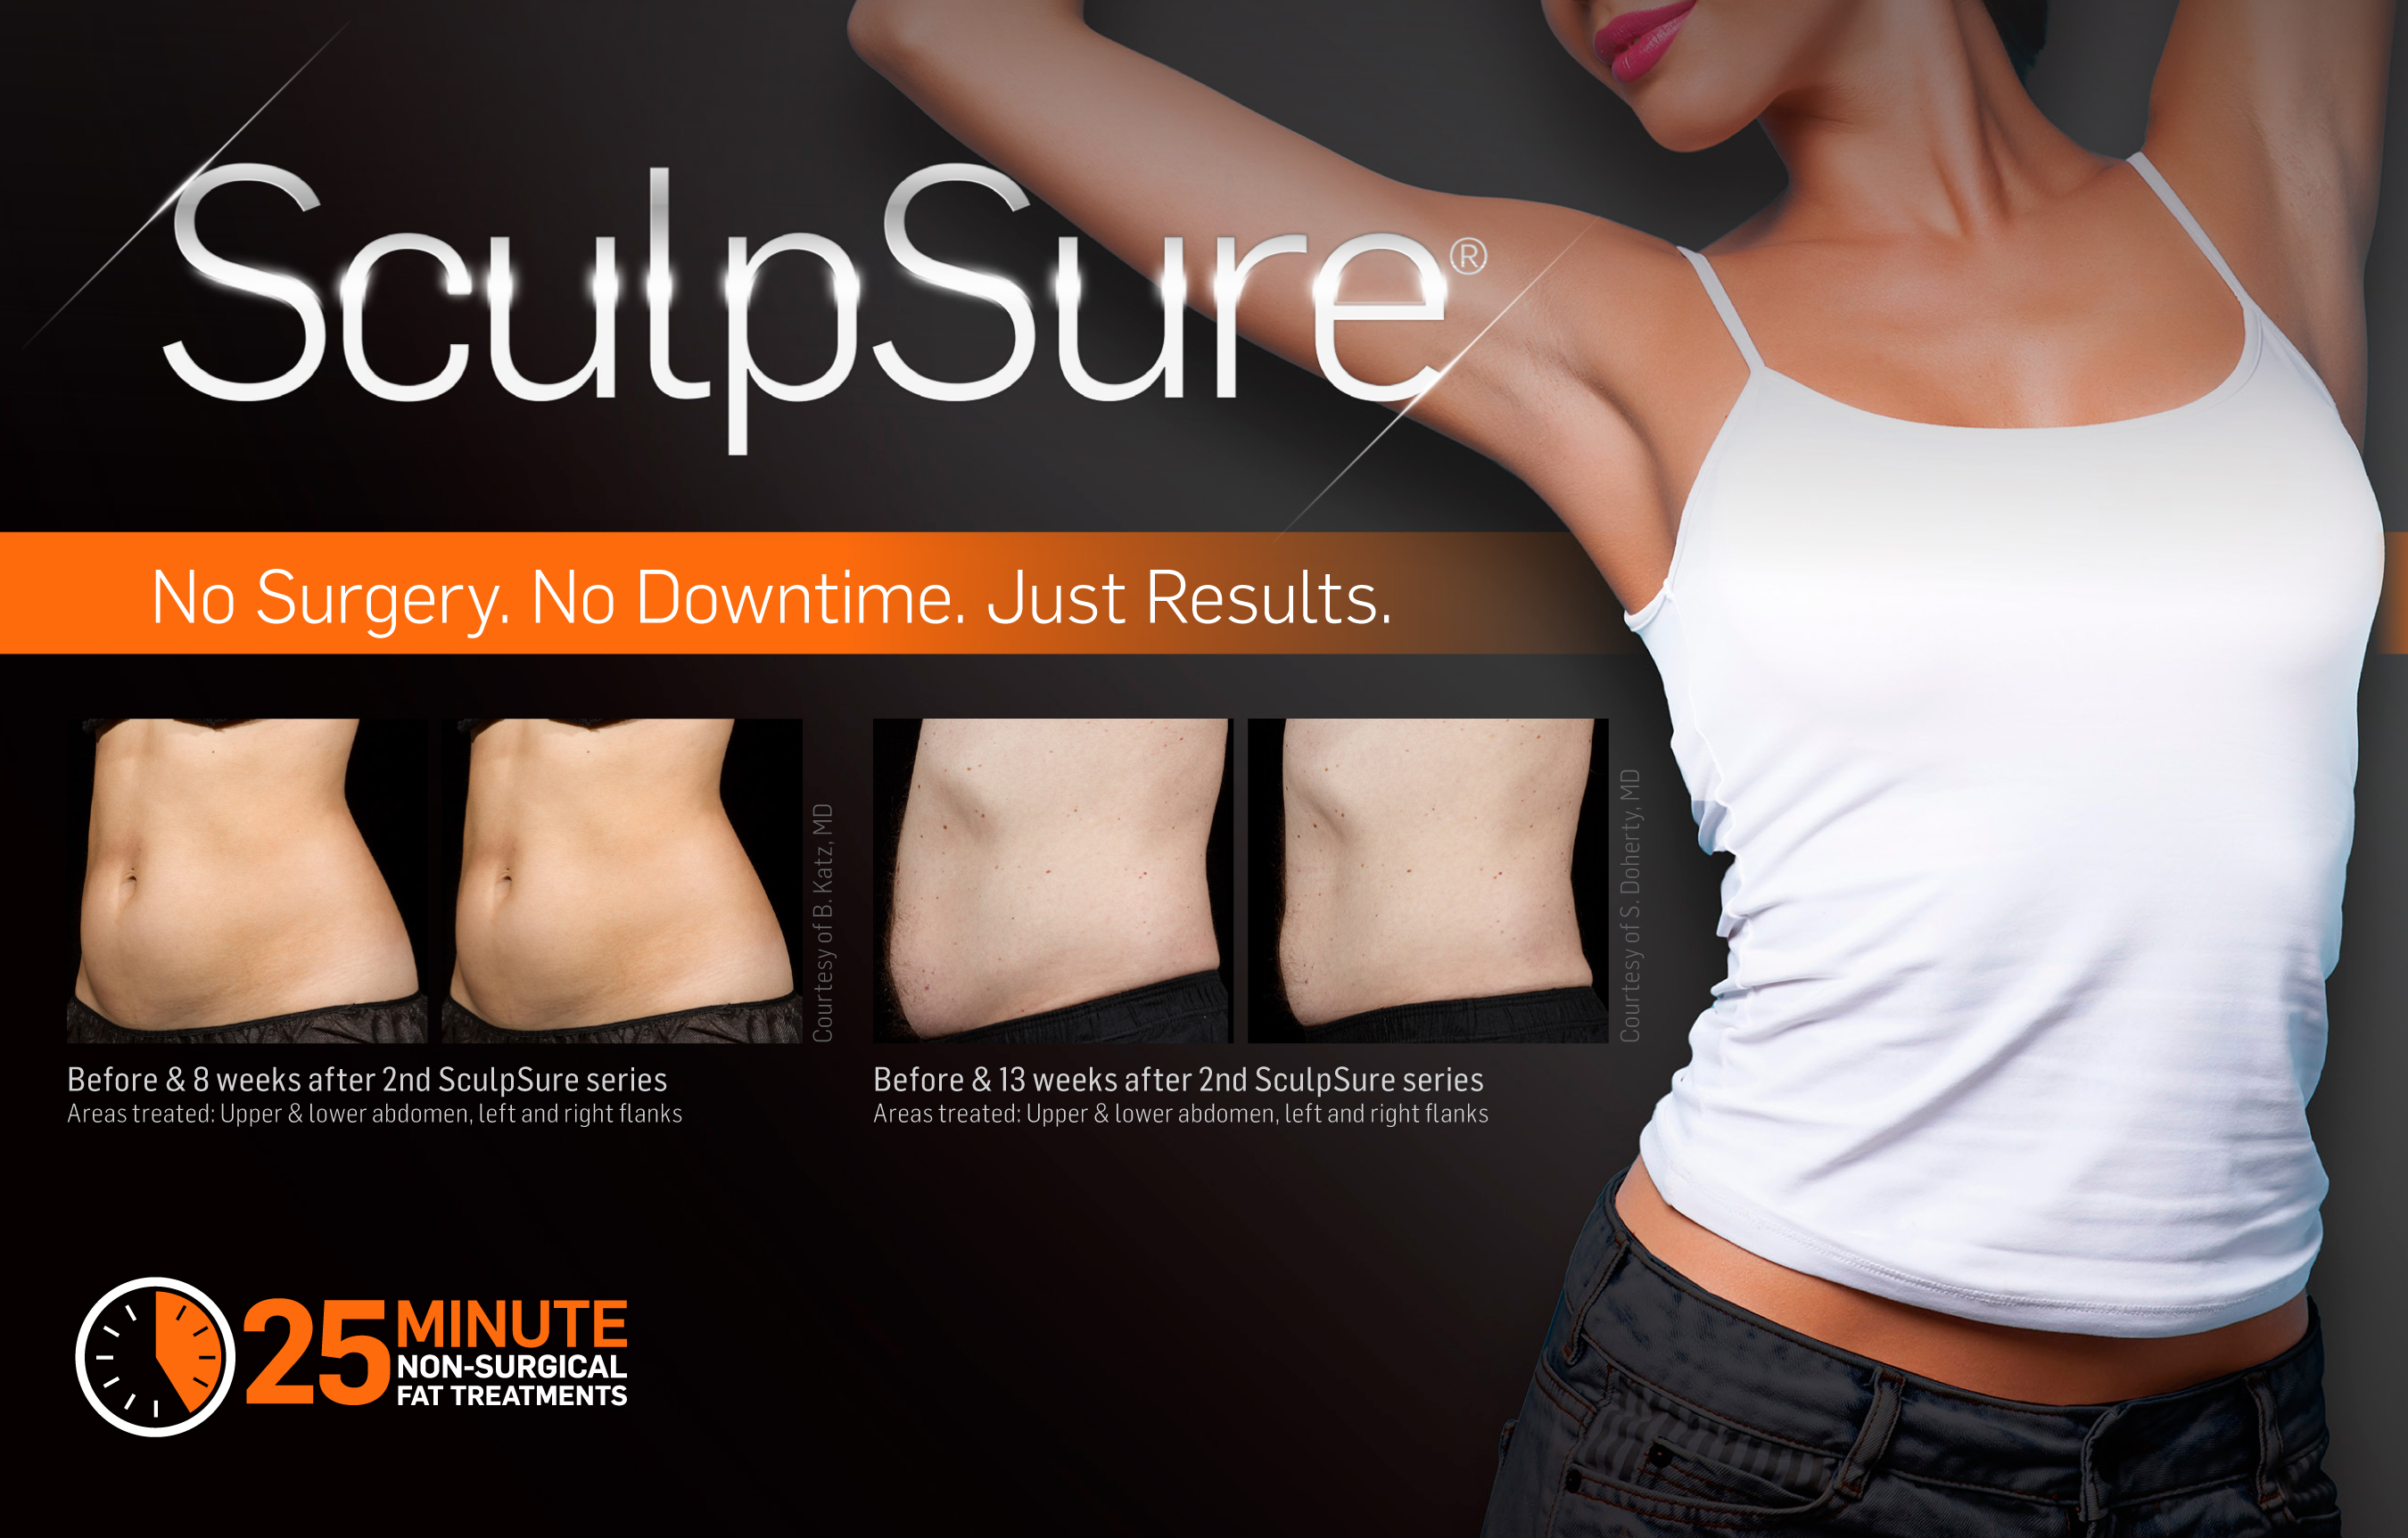 SculpSure®
No Surgery. No Downtime. Just Results.
Courtesy of B. Katz, MD
Before & 8 weeks after 2nd SculpSure series
Areas treated: Upper & lower abdomen, left and right flanks
Courtesy of S. Doherty, MD
Before & 13 weeks after 2nd SculpSure series
Areas treated: Upper & lower abdomen, left and right flanks
25 MINUTE
NON-SURGICAL
FAT TREATMENTS